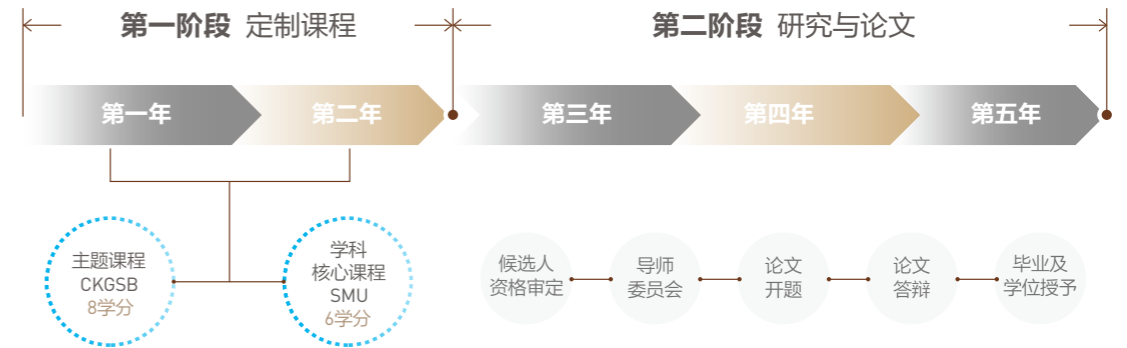 第一阶段 定制课程
第二阶段 研究与论文
第一年
第二年
第三年
第四年
第五年
主题课程
CKGSB
8学分
学科
核心课程
SMU
6学分
候选人
资格审定
导师
委员会
论文
开题
论文
答辩
毕业及
学位授予